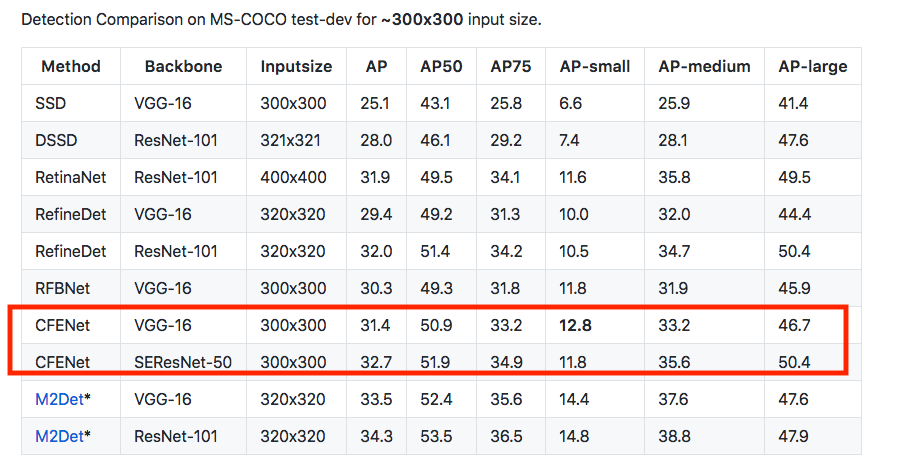 Detection Comparison on MS-COCO test-dev for ~300x300 input size.
Method Backbone Inputsize AP AP50 AP75 AP-small AP-medium AP-large
SSD VGG-16 300x300 25.1 43.1 25.8 6.6 25.9 41.4
DSSD ResNet-101 321x321 28.0 46.1 29.2 7.4 28.1 47.6
RetinaNet ResNet-101 400x400 31.9 49.5 34.1 11.6 35.8 49.5
RefineDet VGG-16 320x320 29.4 49.2 31.3 10.0 32.0 44.4
RefineDet ResNet-101 320x320 32.0 51.4 34.2 10.5 34.7 50.4
RFBNet VGG-16 300x300 30.3 49.3 31.8 11.8 31.9 45.9
CFENet VGG-16 300x300 31.4 50.9 33.2 12.8 33.2 46.7
CFENet SEResNet-50 300x300 32.7 51.9 34.9 11.8 35.6 50.4
M2Det* VGG-16 320x320 33.5 52.4 35.6 14.4 37.6 47.6
M2Det* ResNet-101 320x320 34.3 53.5 36.5 14.8 38.8 47.9